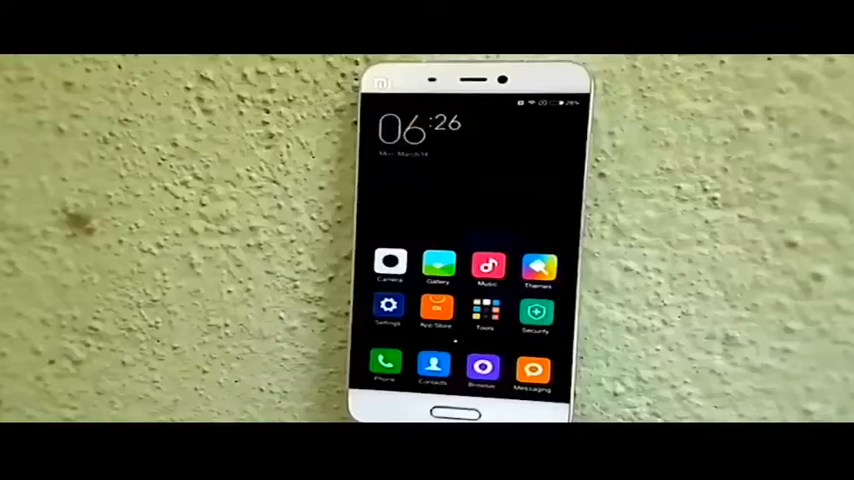 mi
06:26
28%
Mon, March 14
Camera Gallery Music Themes
Settings App Store Tools Security
Phone Contacts Browser Messaging